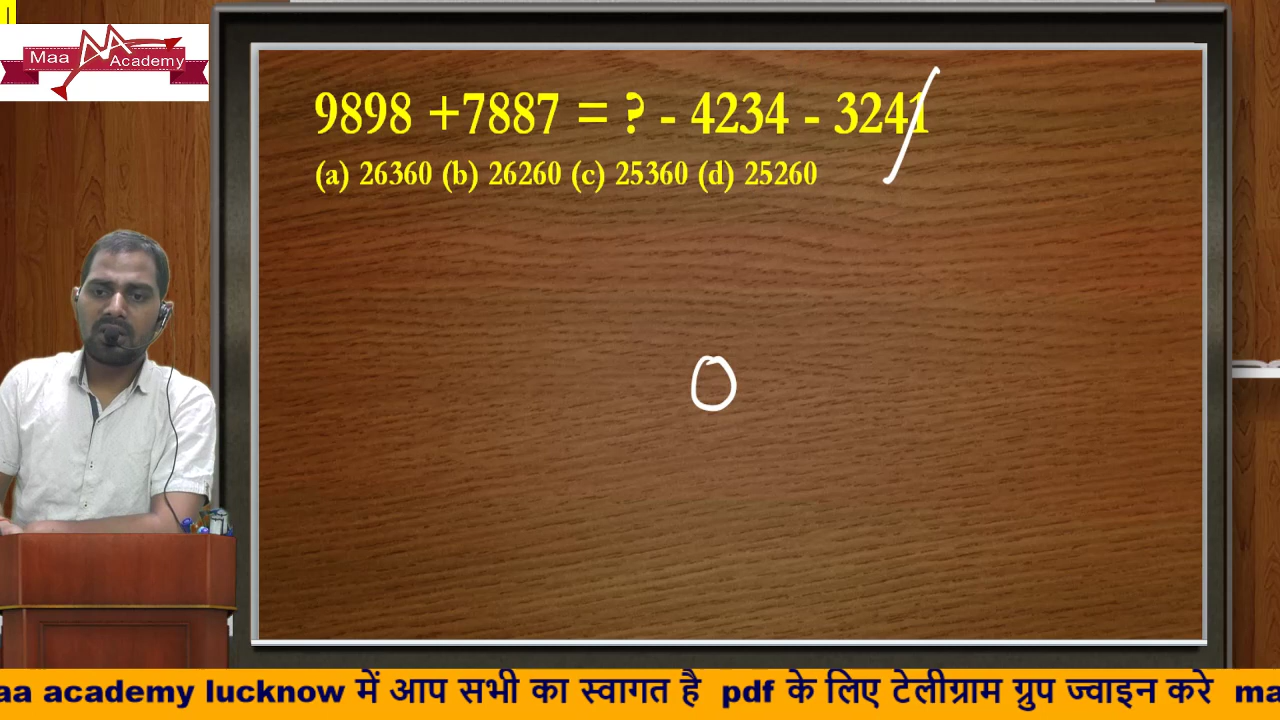 Maa Academy
9898 +7887 = ? - 4234 - 3241
(a) 26360 (b) 26260 (c) 25360 (d) 25260
0
aa academy lucknow में आप सभी का स्वागत है pdf के लिए टेलीग्राम ग्रुप ज्वाइन करे ma